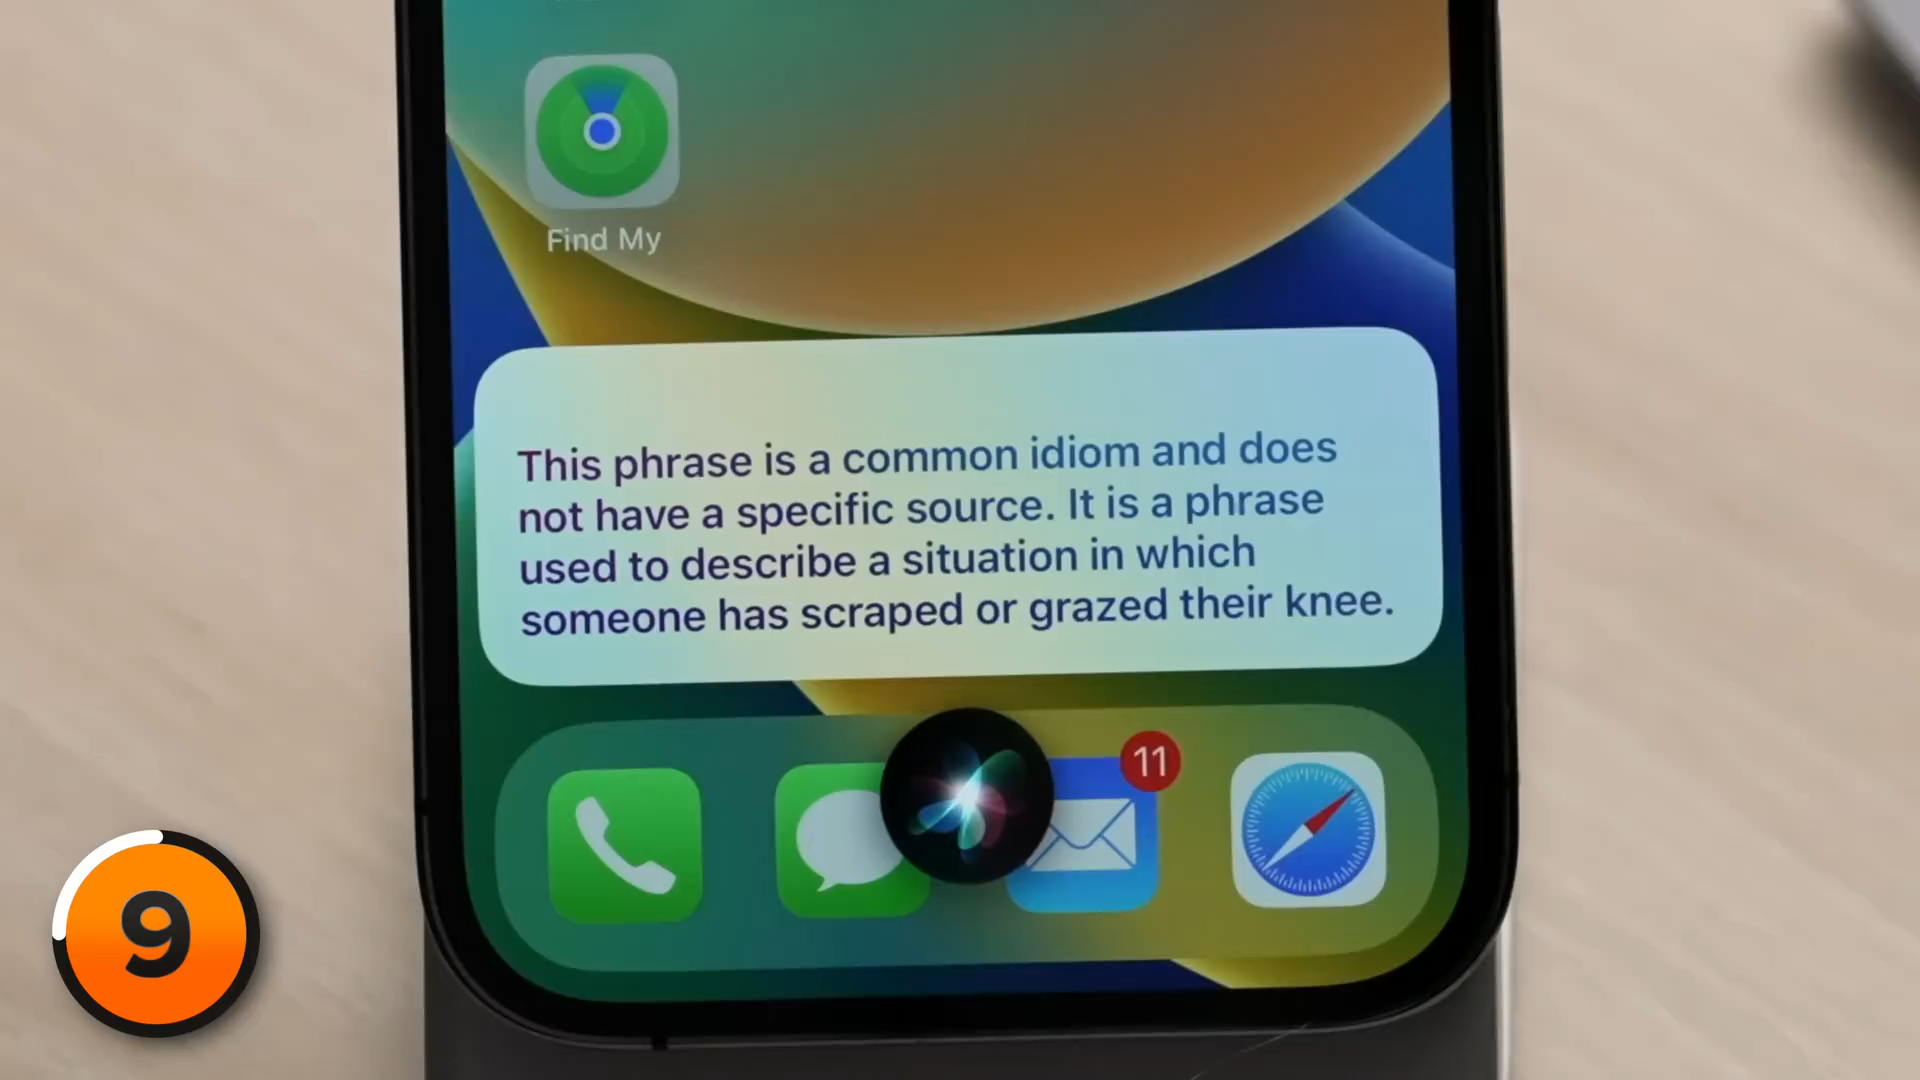 Find My
This phrase is a common idiom and does
not have a specific source. It is a phrase
used to describe a situation in which
someone has scraped or grazed their knee.
11
9